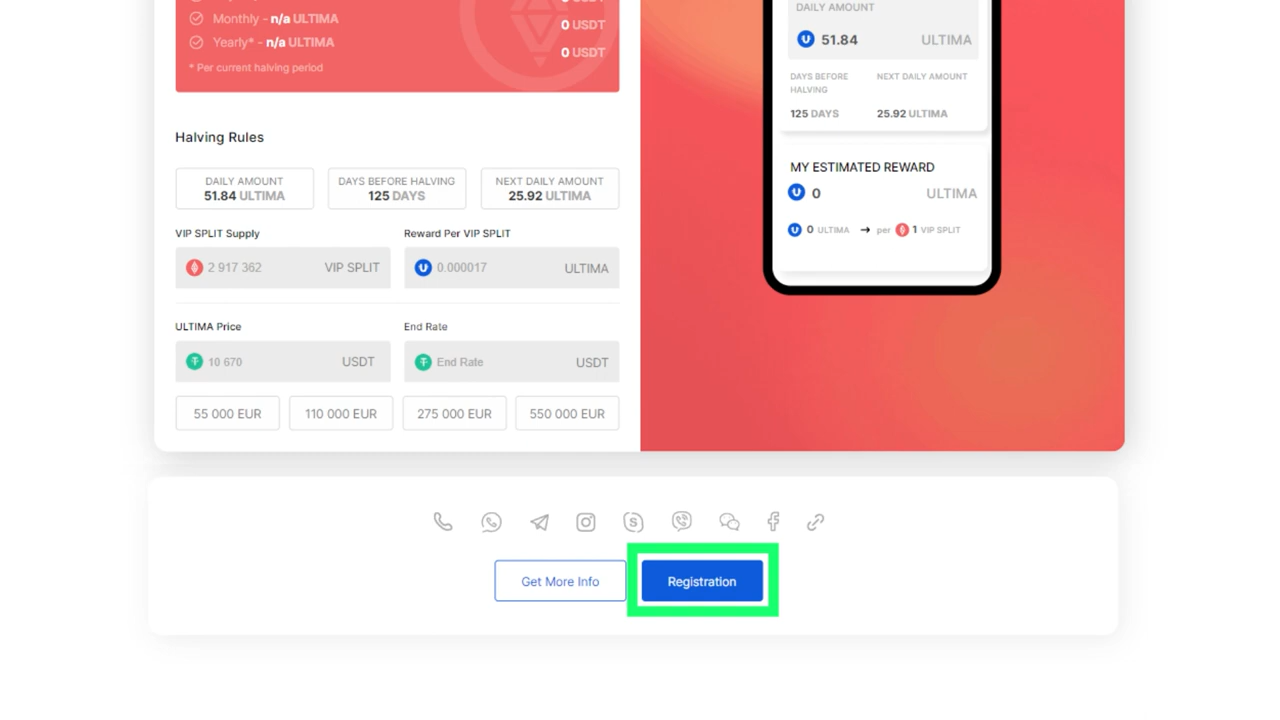 Monthly - n/a ULTIMA
0 USDT
Yearly* - n/a ULTIMA
0 USDT
* Per current halving period
Halving Rules
DAILY AMOUNT
51.84 ULTIMA
DAYS BEFORE HALVING
125 DAYS
NEXT DAILY AMOUNT
25.92 ULTIMA
VIP SPLIT Supply
Reward Per VIP SPLIT
2 917 362 VIP SPLIT
0.000017 ULTIMA
ULTIMA Price
End Rate
10 670 USDT
End Rate USDT
55 000 EUR
110 000 EUR
275 000 EUR
550 000 EUR
DAILY AMOUNT
51.84 ULTIMA
DAYS BEFORE
HALVING
NEXT DAILY AMOUNT
125 DAYS
25.92 ULTIMA
MY ESTIMATED REWARD
0 ULTIMA
0 ULTIMA → per 1 VIP SPLIT
Get More Info
Registration